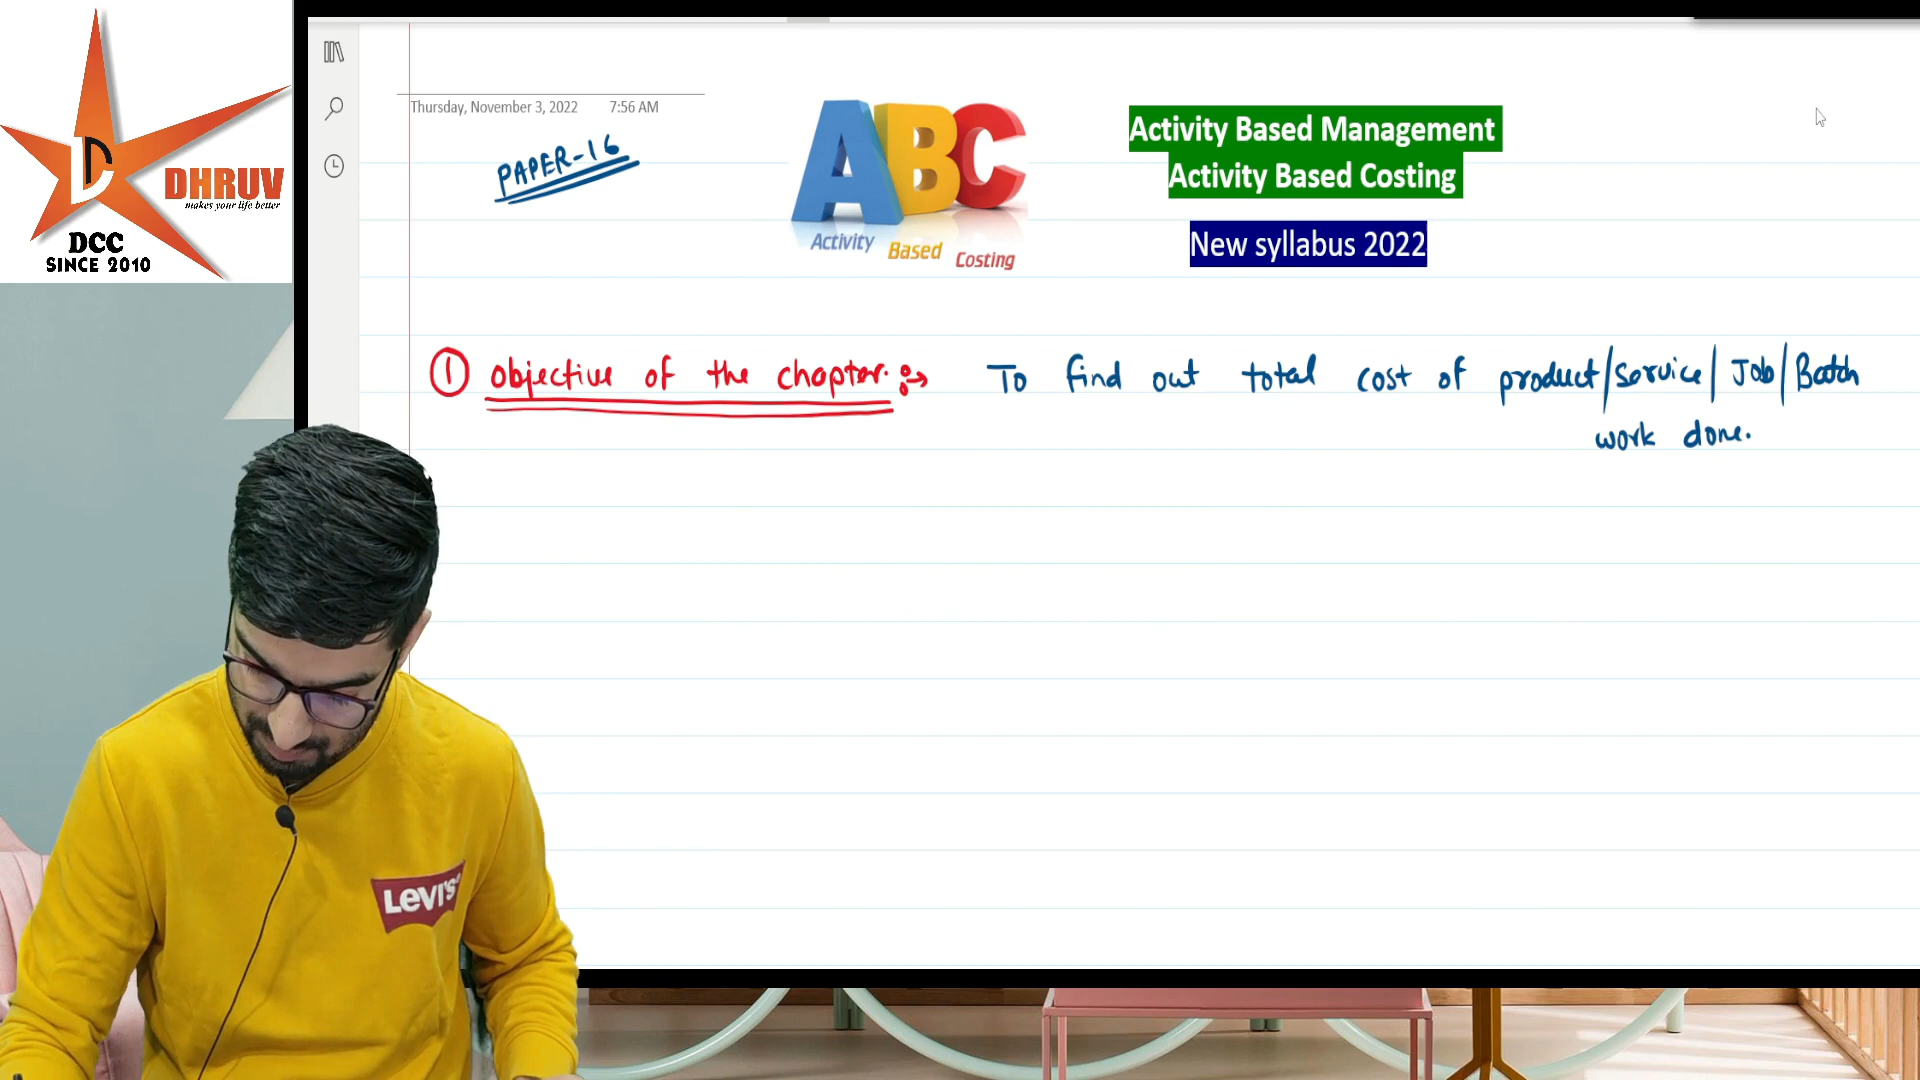 DC
DHRUV
makes your life better
DCC
SINCE 2010
Thursday, November 3, 2022 7:56 AM
PAPER-16
ABC
Activity Based Costing
Activity Based Management
Activity Based Costing
New syllabus 2022
① Objective of the chapter :→ To find out total cost of product/service/Job/Batch
work done.
LEVI'S